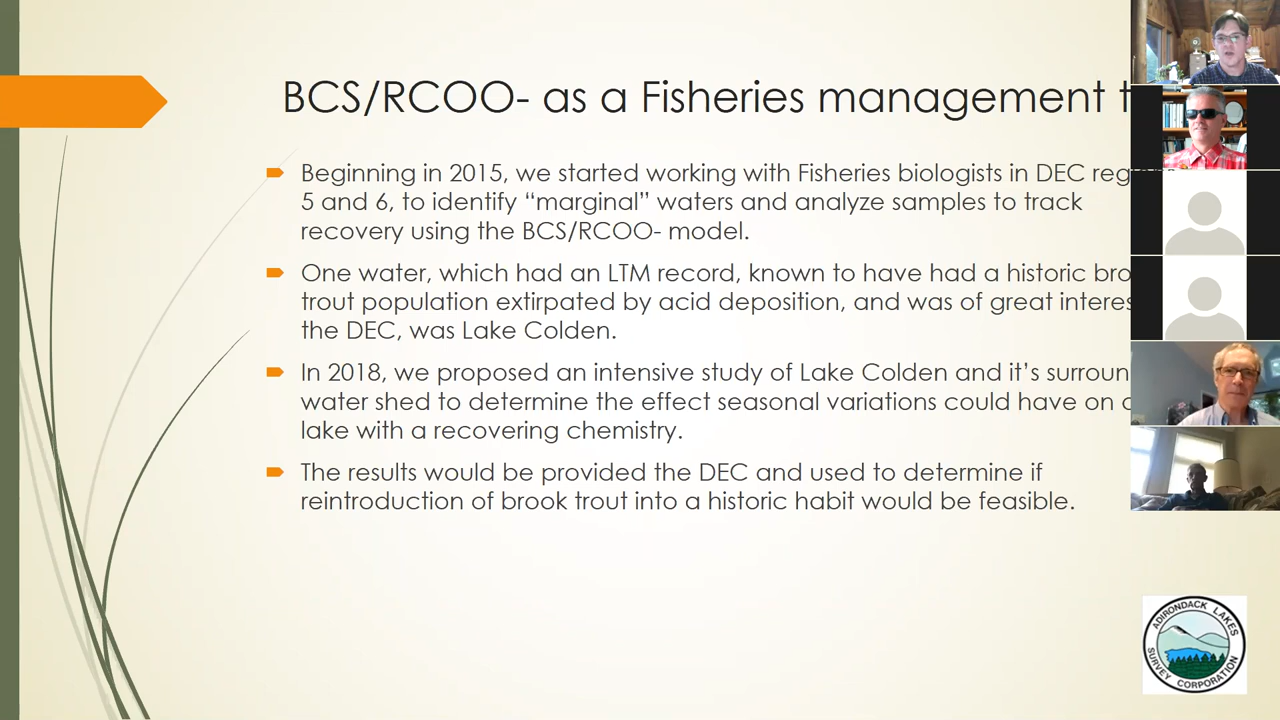 BCS/RCOO- as a Fisheries management
Beginning in 2015, we started working with Fisheries biologists in DEC
5 and 6, to identify “marginal” waters and analyze samples to track
recovery using the BCS/RCOO- model.
One water, which had an LTM record, known to have had a historic
trout population extirpated by acid deposition, and was of great
the DEC, was Lake Colden.
In 2018, we proposed an intensive study of Lake Colden and it’s
water shed to determine the effect seasonal variations could have on
lake with a recovering chemistry.
The results would be provided the DEC and used to determine if
reintroduction of brook trout into a historic habit would be feasible.
ADIRONDACK LAKES
SURVEY CORPORATION